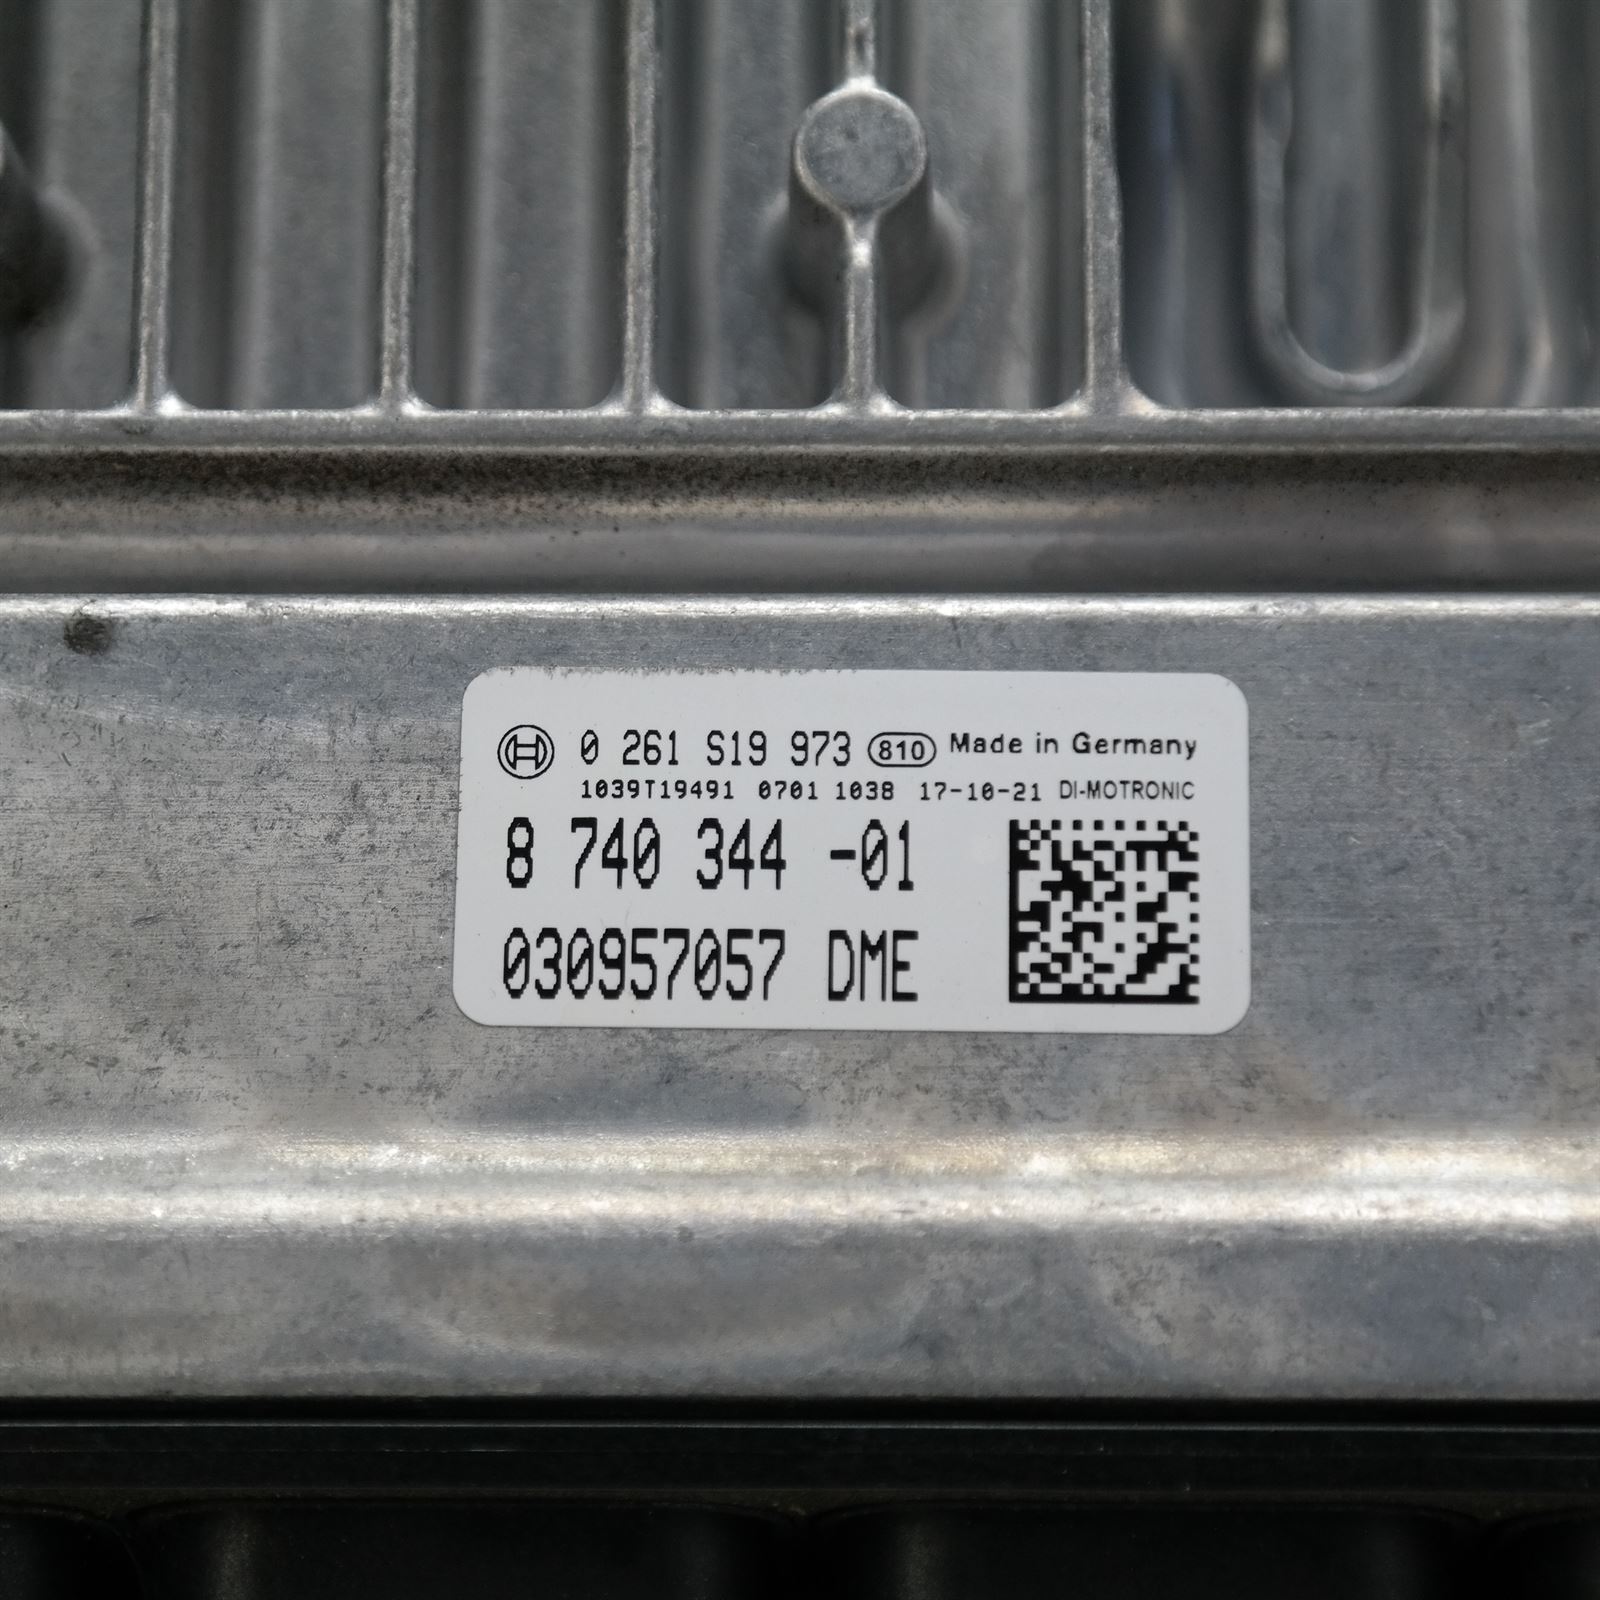 0 261 S19 973 810 Made in Germany
1039T19491 0701 1038 17-10-21 DI-MOTRONIC
8 740 344 -01
030957057 DME